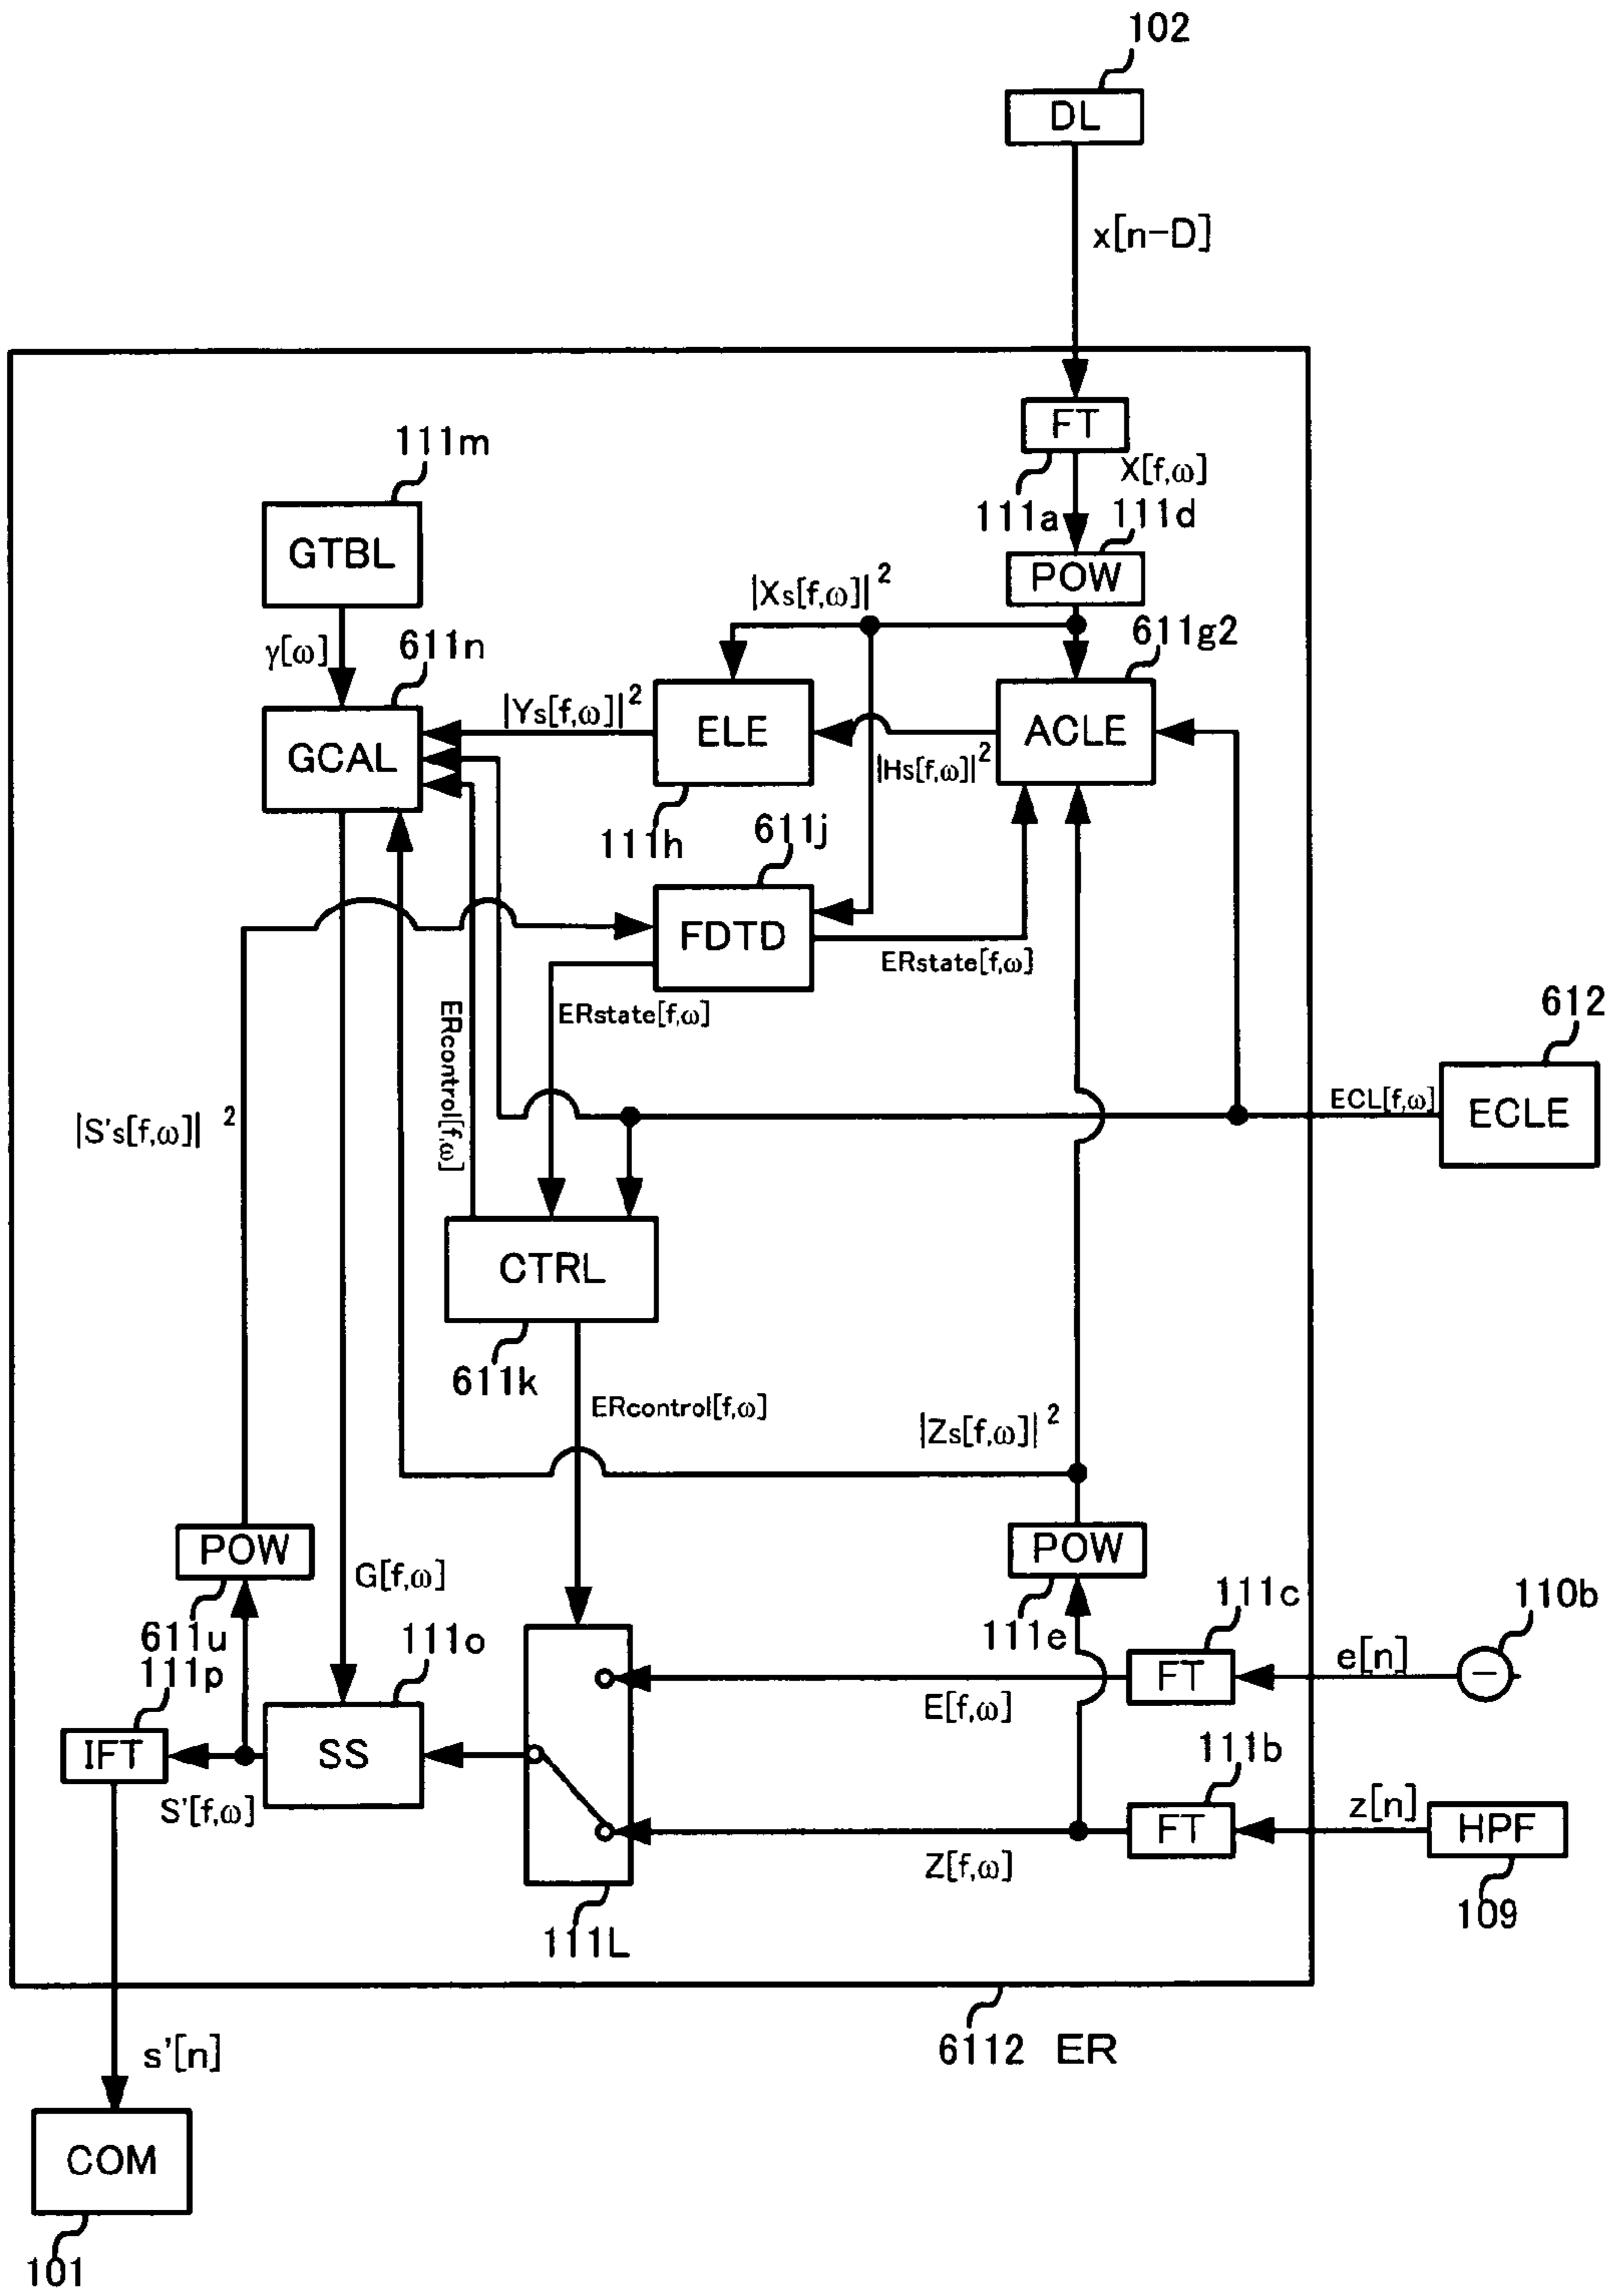 102
DL
x[n-D]
FT
X[f,ω]
111a
111d
POW
111m
GTBL
γ[ω]
|Xs[f,ω]|²
611g2
611n
GCAL
|Ys[f,ω]|²
ELE
ACLE
|Hs[f,ω]|²
111h
611j
FDTD
ERstate[f,ω]
ERstate[f,ω]
ERcontrol[f,ω]
612
ECL[f,ω]
ECLE
|S's[f,ω]|²
CTRL
611k
ERcontrol[f,ω]
|Zs[f,ω]|²
POW
POW
G[f,ω]
611u
111e
111c
110b
111p
111o
FT
e[n]
−
E[f,ω]
IFT
SS
111b
S'[f,ω]
FT
z[n]
HPF
Z[f,ω]
109
111L
6112 ER
s'[n]
COM
101